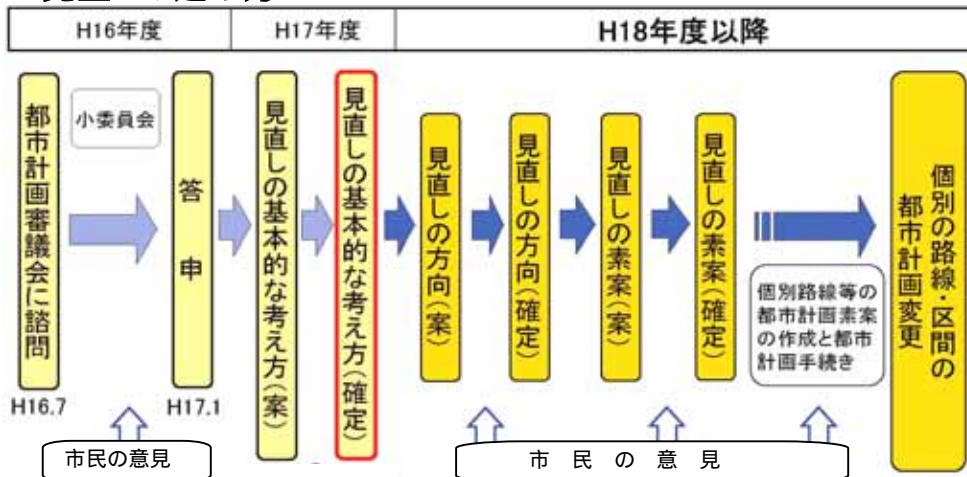 H16年度
H17年度
H18年度以降
都市計画審議会に諮問
H16.7
小委員会
答申
H17.1
見直しの基本的な考え方(案)
見直しの基本的な考え方(確定)
見直しの方向(案)
見直しの方向(確定)
見直しの素案(案)
見直しの素案(確定)
個別路線等の
都市計画素案
の作成と都市
計画手続き
個別の路線・区間の
都市計画変更
市民の意見
市民の意見